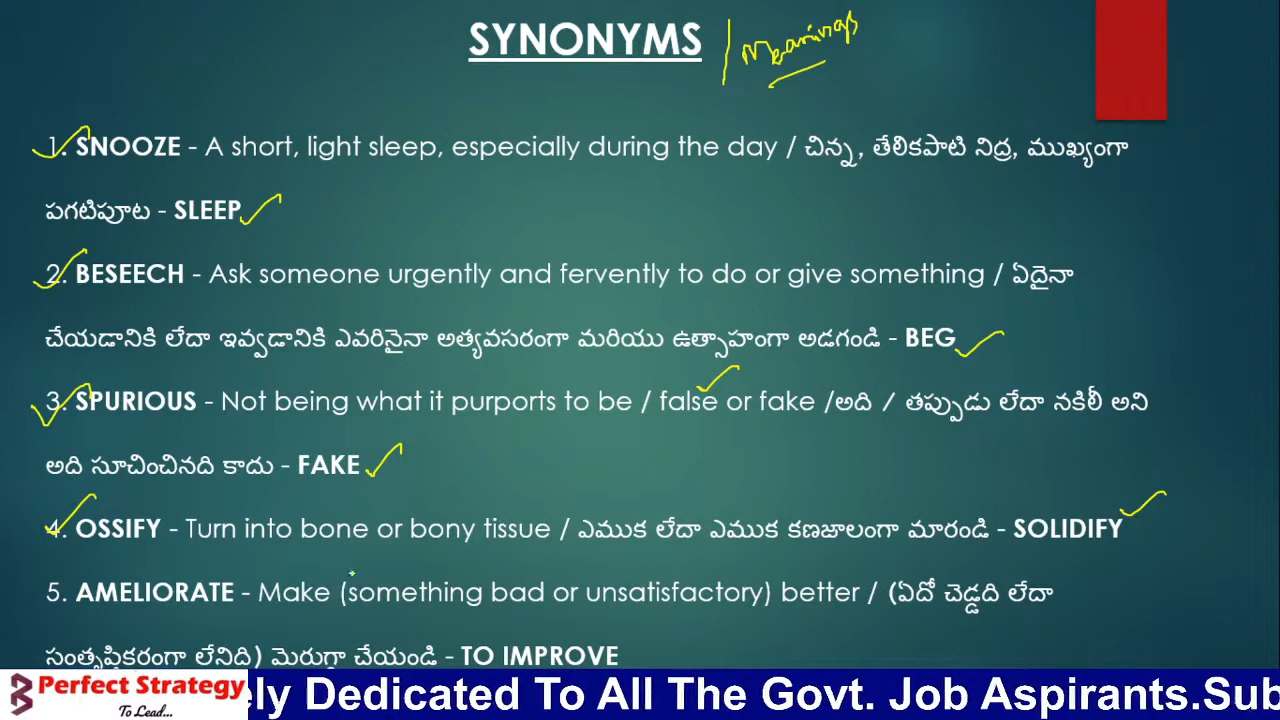 SYNONYMS / Meanings
1. SNOOZE - A short, light sleep, especially during the day / చిన్న, తేలికపాటి నిద్ర, ముఖ్యంగా
పగటిపూట - SLEEP
2. BESEECH - Ask someone urgently and fervently to do or give something / ఏదైనా
చేయడానికి లేదా ఇవ్వడానికి ఎవరినైనా అత్యవసరంగా మరియు ఉత్సాహంగా అడగండి - BEG
3. SPURIOUS - Not being what it purports to be / false or fake /అది / తప్పుడు లేదా నకిలీ అని
అది సూచించినది కాదు - FAKE
4. OSSIFY - Turn into bone or bony tissue / ఎముక లేదా ఎముక కణజాలంగా మారండి - SOLIDIFY
5. AMELIORATE - Make (something bad or unsatisfactory) better / (ఏదో చెడ్డది లేదా
సంతృప్తికరంగా లేనిది) మెరుగ్గా చేయండి - TO IMPROVE
Perfect Strategy
To Lead...
ely Dedicated To All The Govt. Job Aspirants.Sub